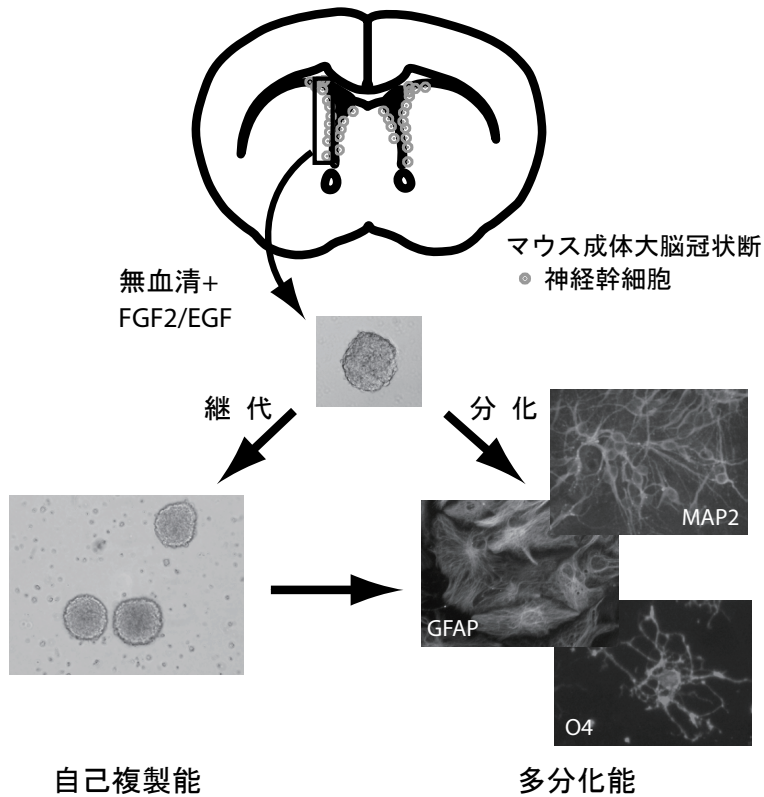 マウス成体大脳冠状断
神経幹細胞
無血清+
FGF2/EGF
継 代
分 化
MAP2
GFAP
O4
自己複製能
多分化能